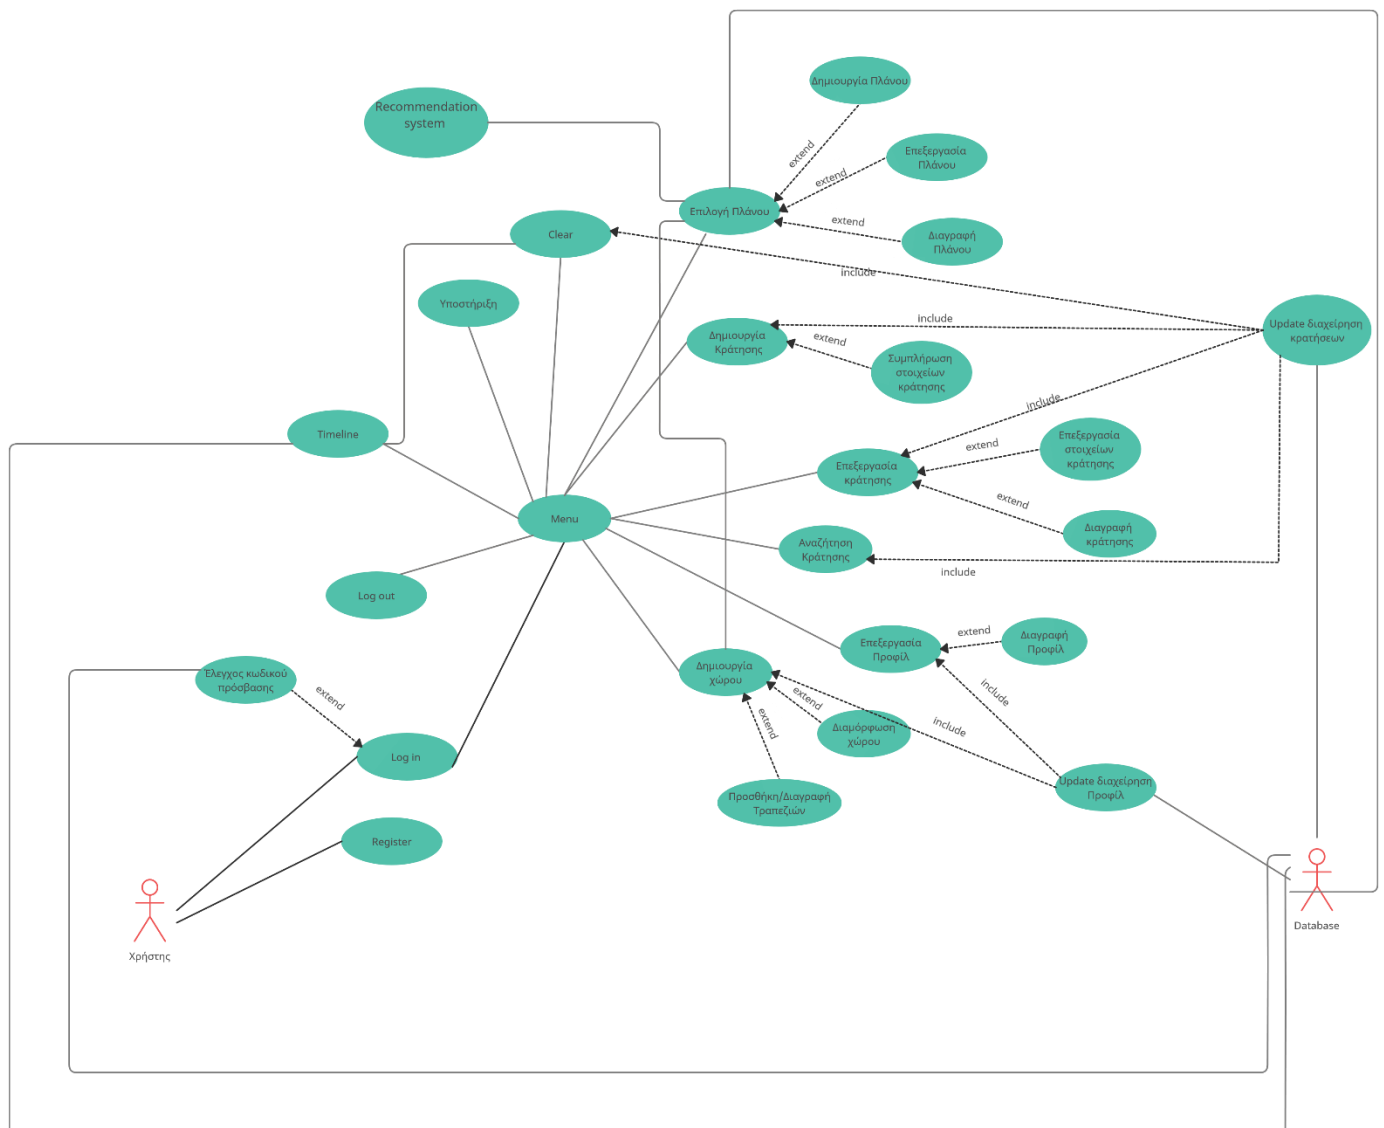 Δημιουργία Πλάνου
Recommendation
system
extend
Επεξεργασία
Πλάνου
extend
Επιλογή Πλάνου
extend
Διαγραφή
Πλάνου
Clear
include
Υποστήριξη
include
Update διαχείρηση
κρατήσεων
Δημιουργία
Κράτησης
extend
Συμπλήρωση
στοιχείων
κράτησης
include
Timeline
Επεξεργασία
στοιχείων
κράτησης
extend
Επεξεργασία
κράτησης
extend
Menu
Διαγραφή
κράτησης
Αναζήτηση
Κράτησης
include
Log out
Επεξεργασία
Προφίλ
extend
Διαγραφή
Προφίλ
Έλεγχος κωδικού
πρόσβασης
extend
Δημιουργία
χώρου
include
extend
extend
Διαμόρφωση
χώρου
include
Log in
Update διαχείρηση
Προφίλ
Προσθήκη/Διαγραφή
Τραπεζιών
Register
Database
Χρήστης